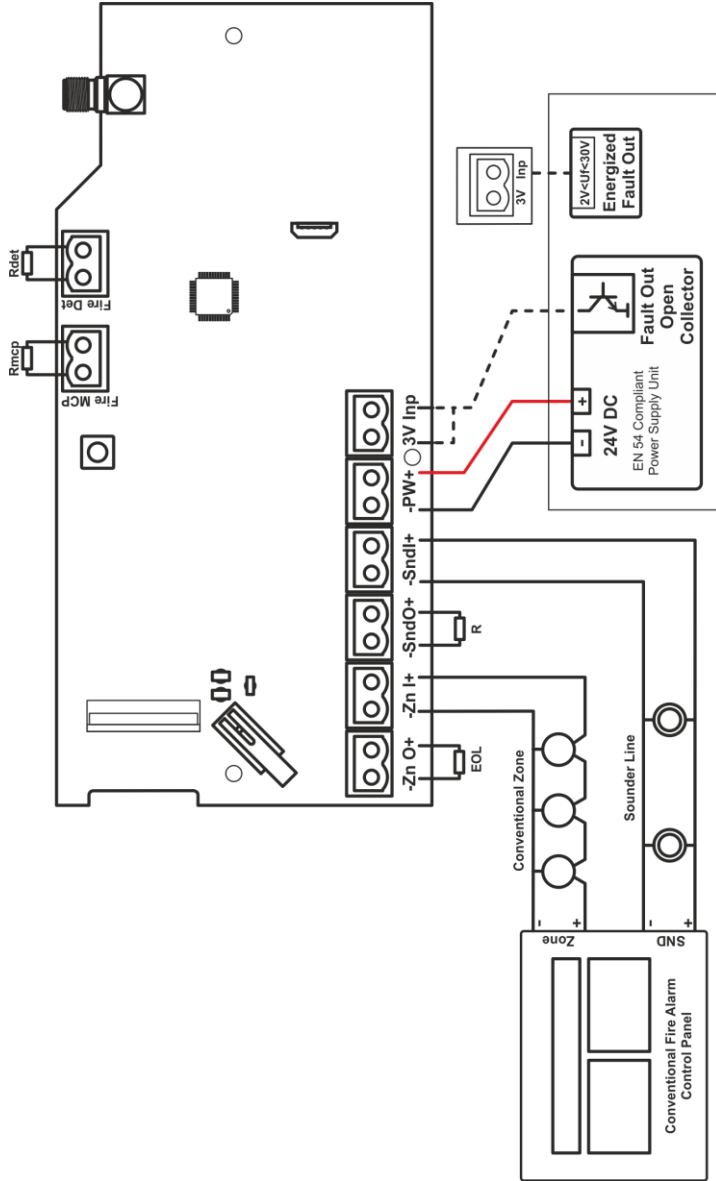 Rdet
Fire Det
Rmcp
Fire MCP
3V Inp
2V<Uf<30V
Energized
Fault Out
Fault Out
Open
Collector
+
-
24V DC
EN 54 Compliant
Power Supply Unit
3V Inp
-PW+
-SndI+
-SndO+
R
-Zn I+
-Zn O+
EOL
Conventional Zone
Sounder Line
-
+
Zone
-
+
SND
Conventional Fire Alarm
Control Panel